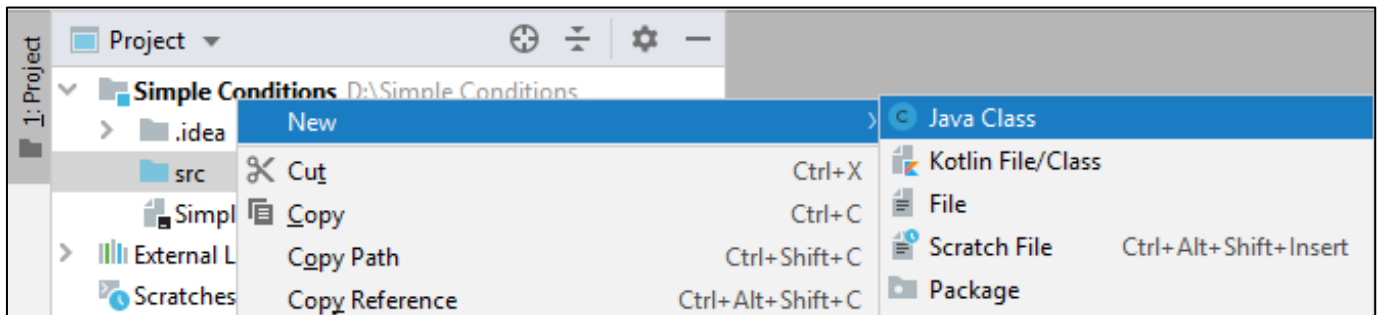 1: Project
Project
Simple Conditions D:\Simple Conditions
.idea
src
Simpl
External L
Scratches
New
Cut Ctrl+X
Copy Ctrl+C
Copy Path Ctrl+Shift+C
Copy Reference Ctrl+Alt+Shift+C
Java Class
Kotlin File/Class
File
Scratch File Ctrl+Alt+Shift+Insert
Package